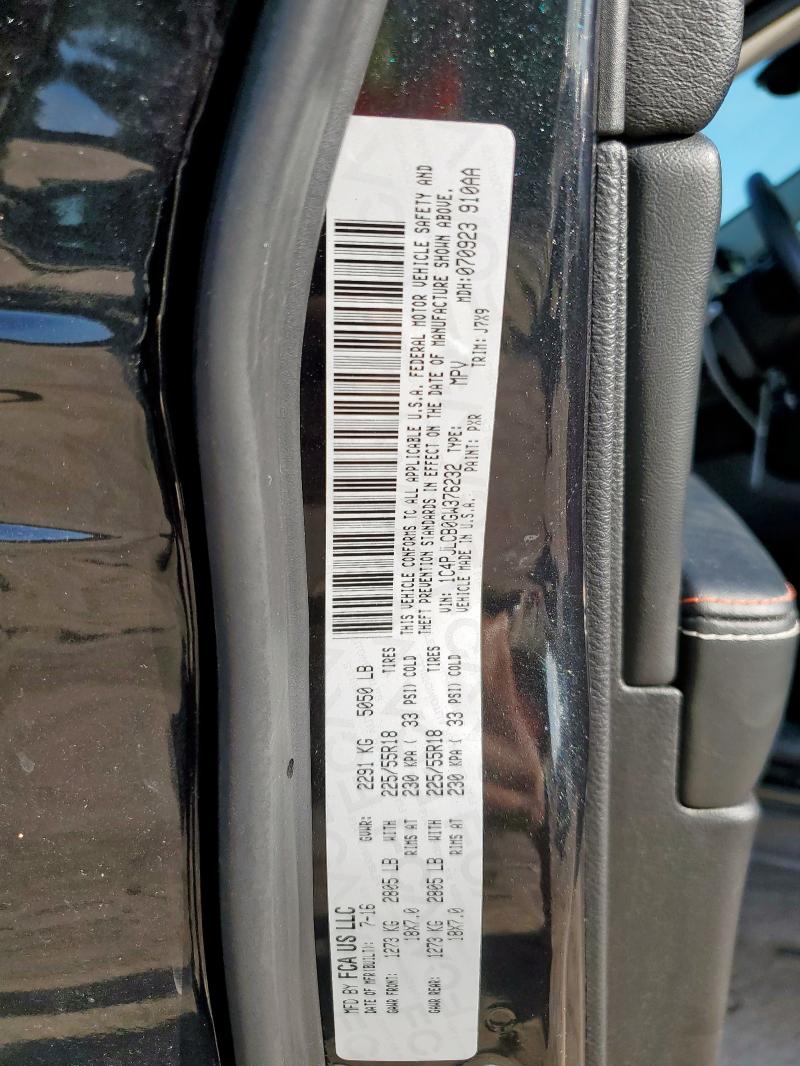 MFD BY FCA US LLC
DATE OF MFR(BUILT): 7-16 GVWR: 2291 KG 5050 LB
GAWR FRONT: 1273 KG 2805 LB WITH 225/55R18 TIRES
18X7.0 RIMS AT 230 KPA ( 33 PSI) COLD
GAWR REAR: 1273 KG 2805 LB WITH 225/55R18 TIRES
18X7.0 RIMS AT 230 KPA ( 33 PSI) COLD
THIS VEHICLE CONFORMS TO ALL APPLICABLE U.S.A. FEDERAL MOTOR VEHICLE SAFETY AND
THEFT PREVENTION STANDARDS IN EFFECT ON THE DATE OF MANUFACTURE SHOWN ABOVE.
VIN: 1C4PJLCB0GW376232 TYPE: MPV MDH:070923 910AA
VEHICLE MADE IN U.S.A. PAINT: PXR TRIM: J7X9